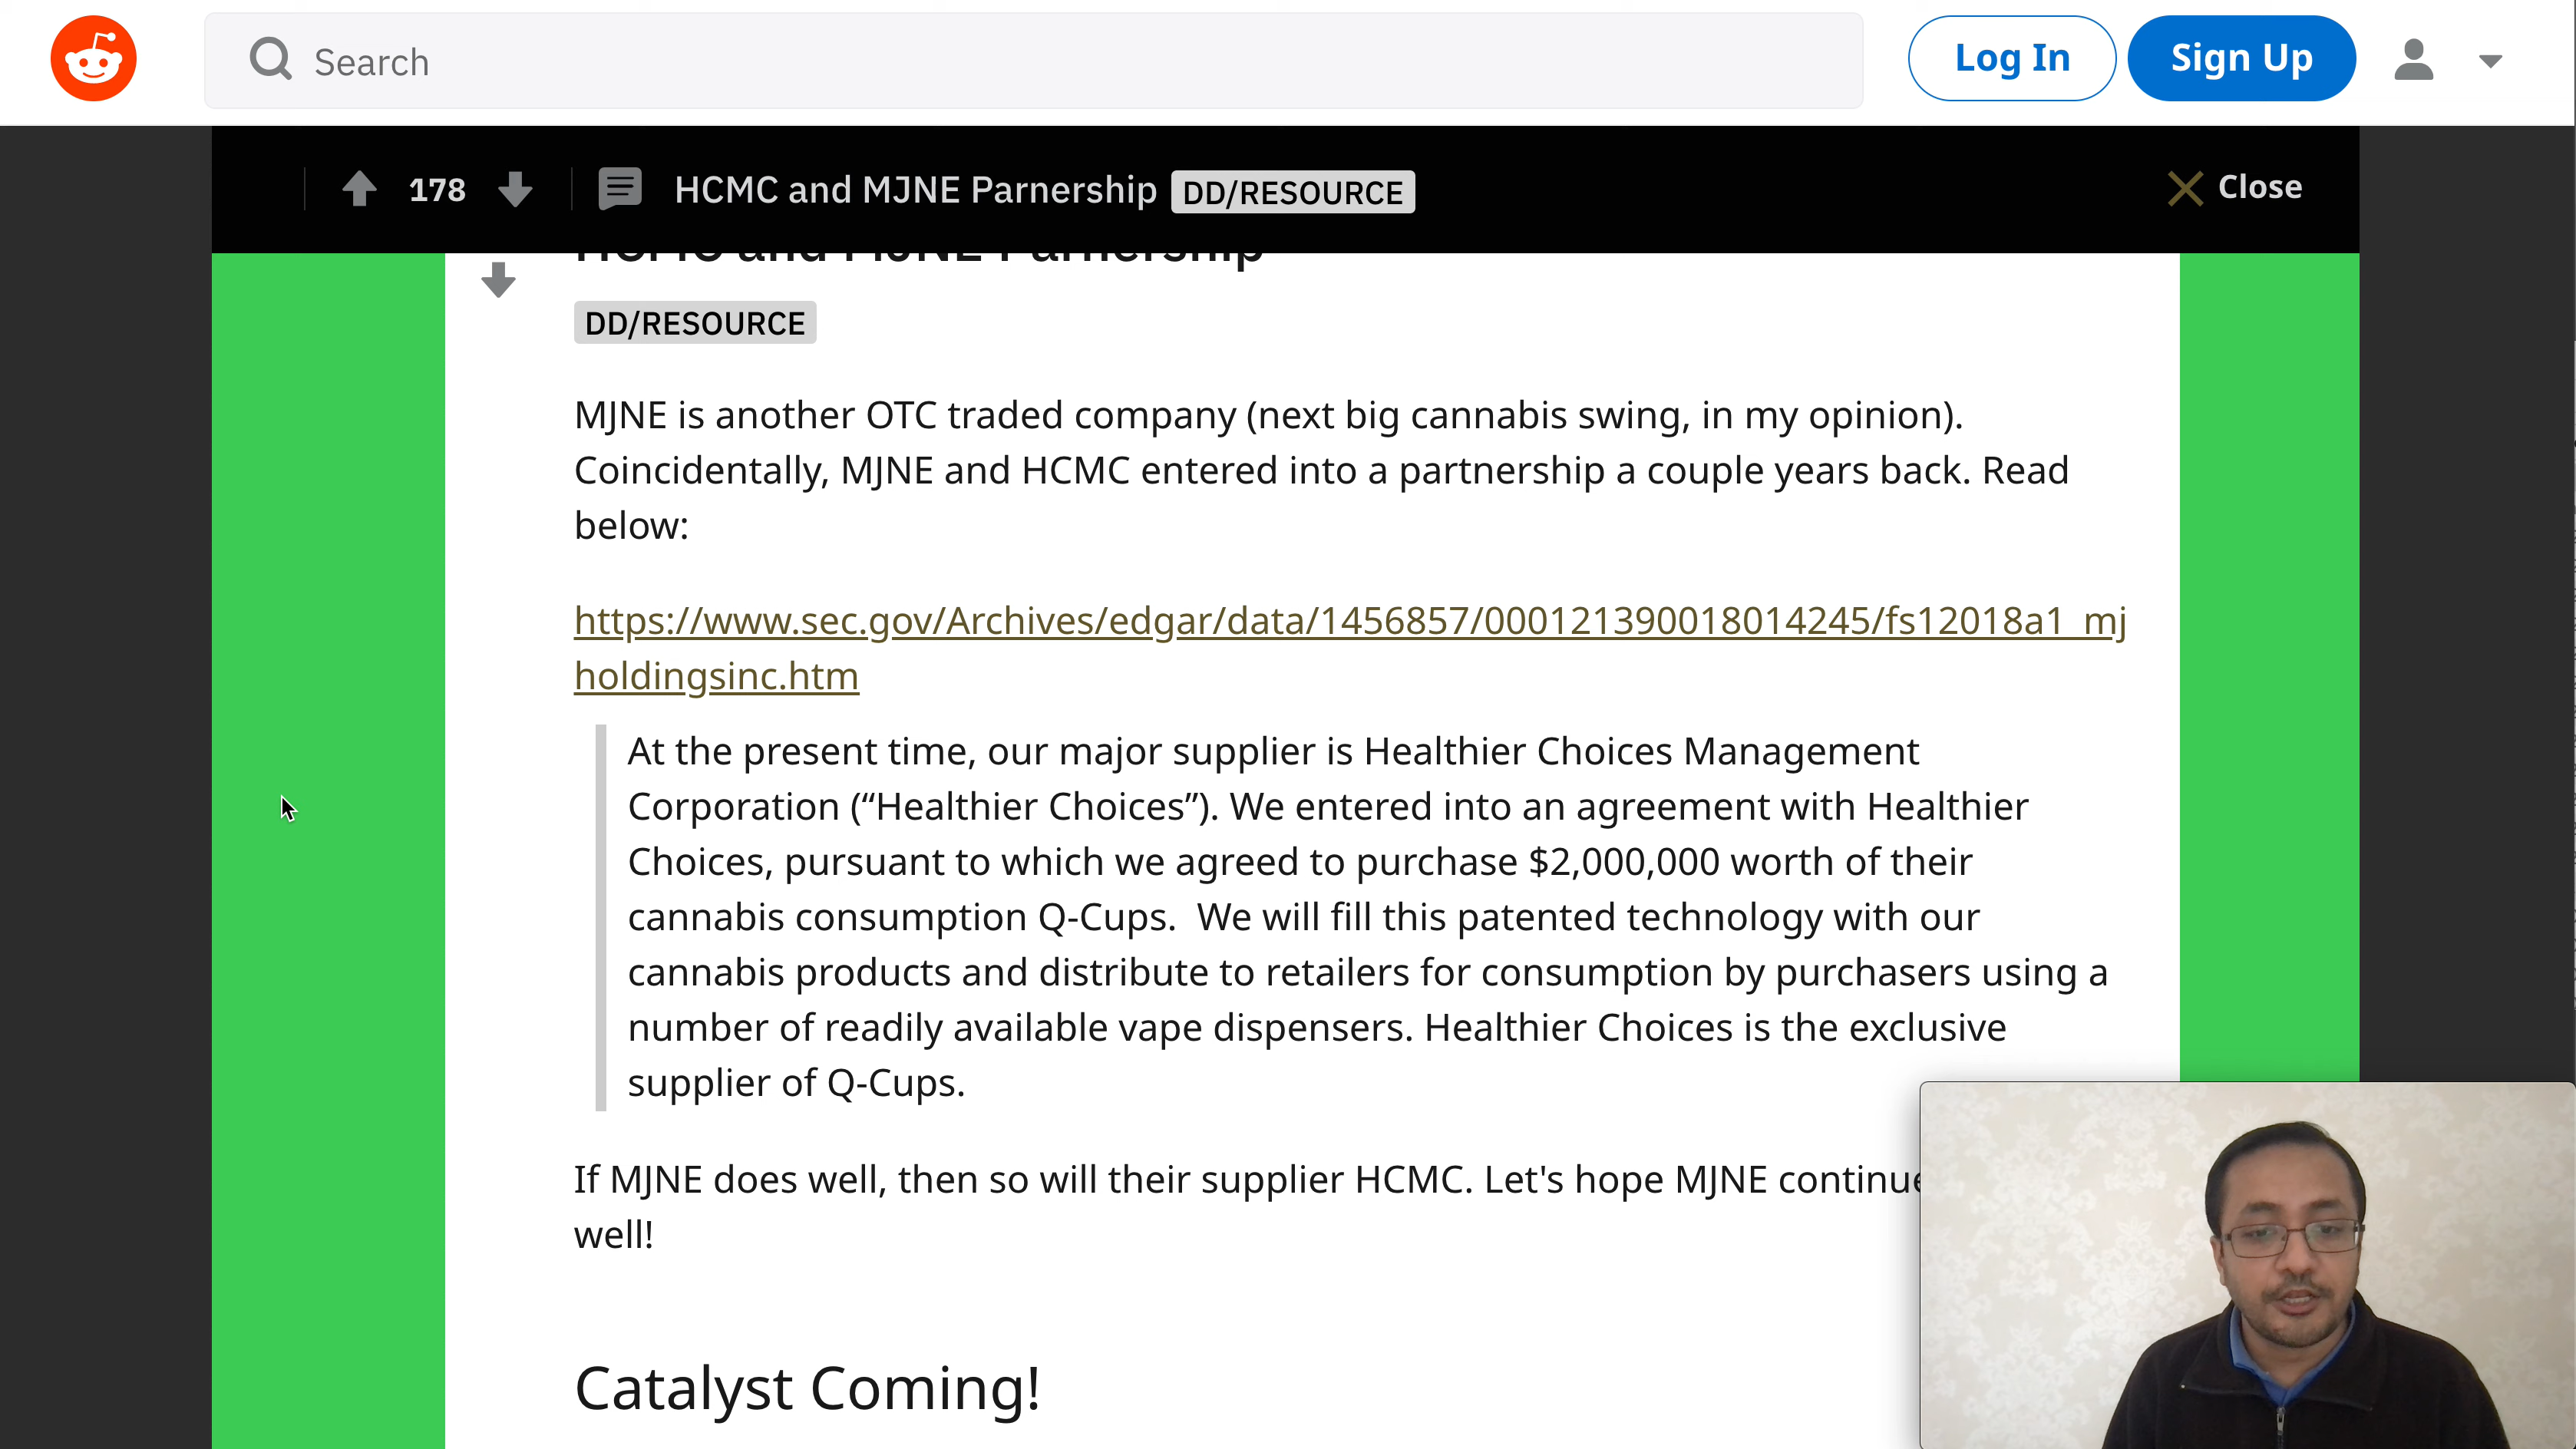 Search
Log In
Sign Up
178
HCMC and MJNE Parnership DD/RESOURCE
Close
HCMC and MJNE Parnership
DD/RESOURCE
MJNE is another OTC traded company (next big cannabis swing, in my opinion).
Coincidentally, MJNE and HCMC entered into a partnership a couple years back. Read
below:
https://www.sec.gov/Archives/edgar/data/1456857/000121390018014245/fs12018a1_mj
holdingsinc.htm
At the present time, our major supplier is Healthier Choices Management
Corporation (“Healthier Choices”). We entered into an agreement with Healthier
Choices, pursuant to which we agreed to purchase $2,000,000 worth of their
cannabis consumption Q-Cups.  We will fill this patented technology with our
cannabis products and distribute to retailers for consumption by purchasers using a
number of readily available vape dispensers. Healthier Choices is the exclusive
supplier of Q-Cups.
If MJNE does well, then so will their supplier HCMC. Let's hope MJNE continue
well!
Catalyst Coming!